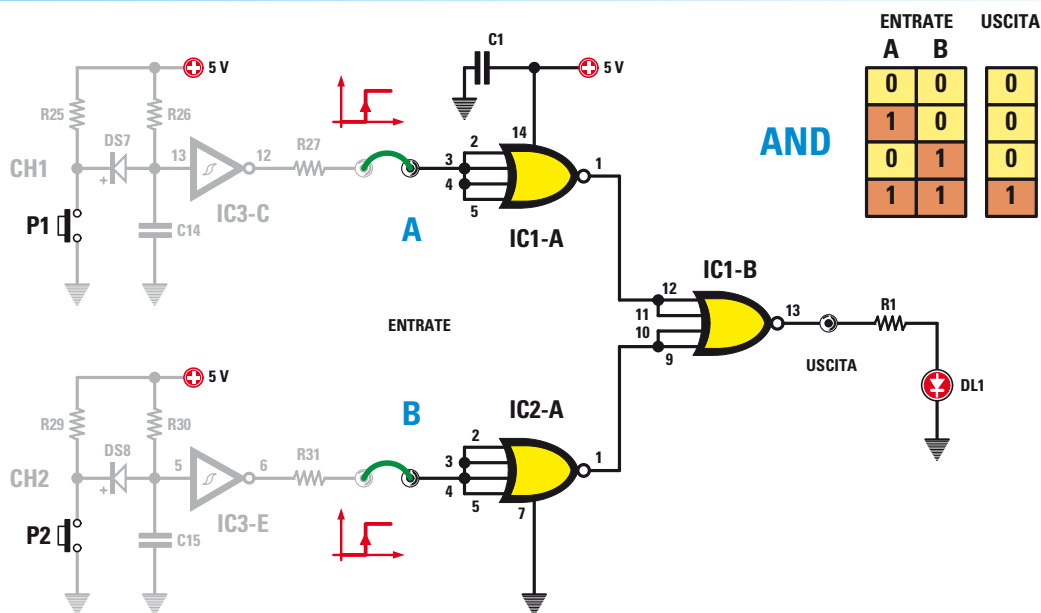 ENTRATE USCITA
A B
0 0 0
1 0 0
0 1 0
1 1 1
AND
5 V
C1
5 V
R25
R26
DS7
+
CH1
13
12
R27
IC3-C
C14
P1
A
14
2
3
4
5
1
IC1-A
IC1-B
12
11
10
9
13
R1
USCITA
DL1
ENTRATE
5 V
R29
R30
DS8
+
CH2
5
6
R31
IC3-E
C15
P2
B
IC2-A
2
3
4
5
7
1